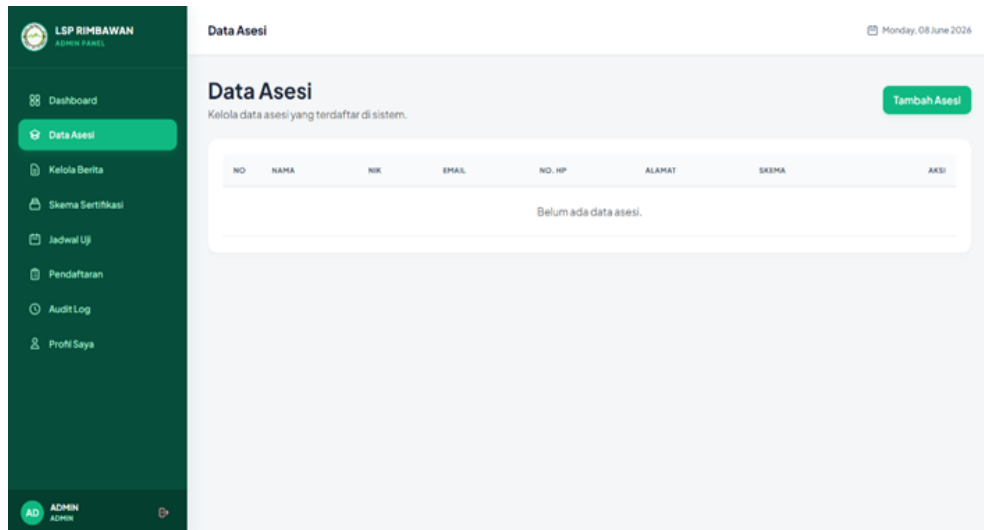 LSP RIMBAWAN
ADMIN PANEL
Dashboard
Data Asesi
Kelola Berita
Skema Sertifikasi
Jadwal Uji
Pendaftaran
Audit Log
Profil Saya
AD
ADMIN
ADMIN
Data Asesi
Monday, 08 June 2026
Data Asesi
Kelola data asesi yang terdaftar di sistem.
Tambah Asesi
NO NAMA NIK EMAIL NO. HP ALAMAT SKEMA AKSI
Belum ada data asesi.